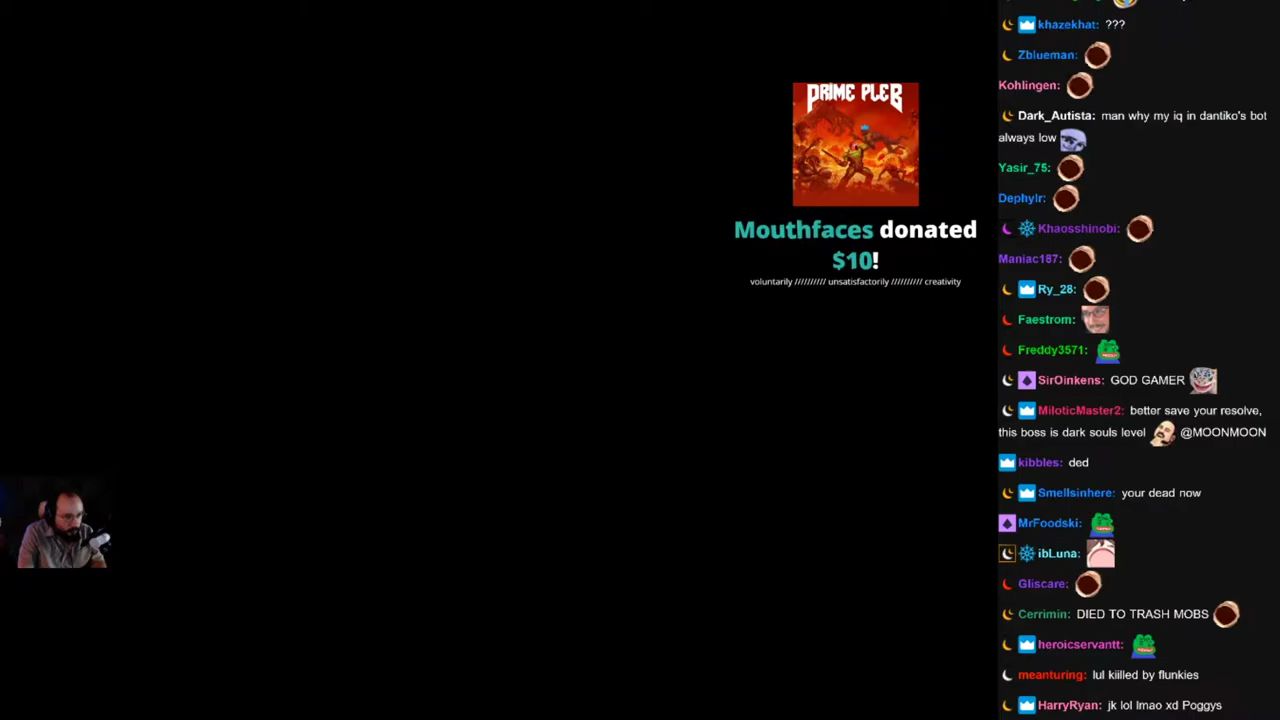 PRIME PLEB
Mouthfaces donated
$10!
voluntarily ////////// unsatisfactorily ////////// creativity
khazekhat: ???
Zblueman:
Kohlingen:
Dark_Autista: man why my iq in dantiko's bot
always low
Yasir_75:
Dephylr:
Khaosshinobi:
Maniac187:
Ry_28:
Faestrom:
Freddy3571:
SirOinkens: GOD GAMER
MiloticMaster2: better save your resolve,
this boss is dark souls level @MOONMOON
kibbles: ded
Smellsinhere: your dead now
MrFoodski:
ibLuna:
Gliscare:
Cerrimin: DIED TO TRASH MOBS
heroicservantt:
meanturing: lul kiilled by flunkies
HarryRyan: jk lol lmao xd Poggys